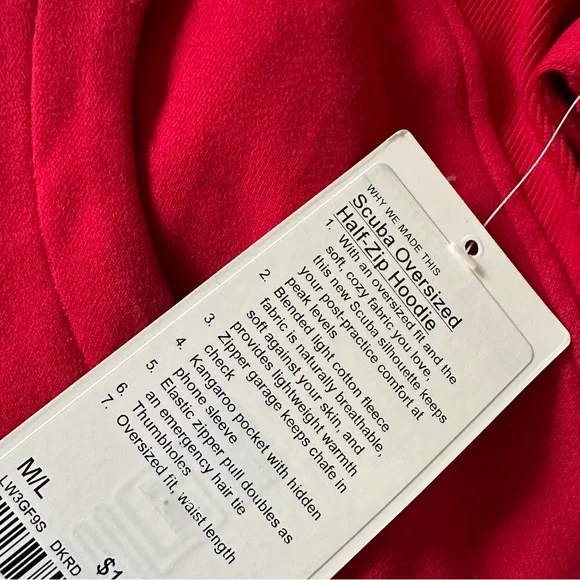 WHY WE MADE THIS
Scuba Oversized
Half-Zip Hoodie
1. With an oversized fit and the
soft, cozy fabric you love,
this new Scuba silhouette keeps
your post-practice comfort at
peak levels
2. Blended light cotton fleece
fabric is naturally breathable,
provides lightweight warmth
soft against your skin, and
3. Zipper garage keeps chafe in
check
4. Kangaroo pocket with hidden
phone sleeve
5. Elastic zipper pull doubles as
an emergency hair tie
6. Thumbholes
7. Oversized fit, waist length
M/L
LW3GF9S DKRD
$1